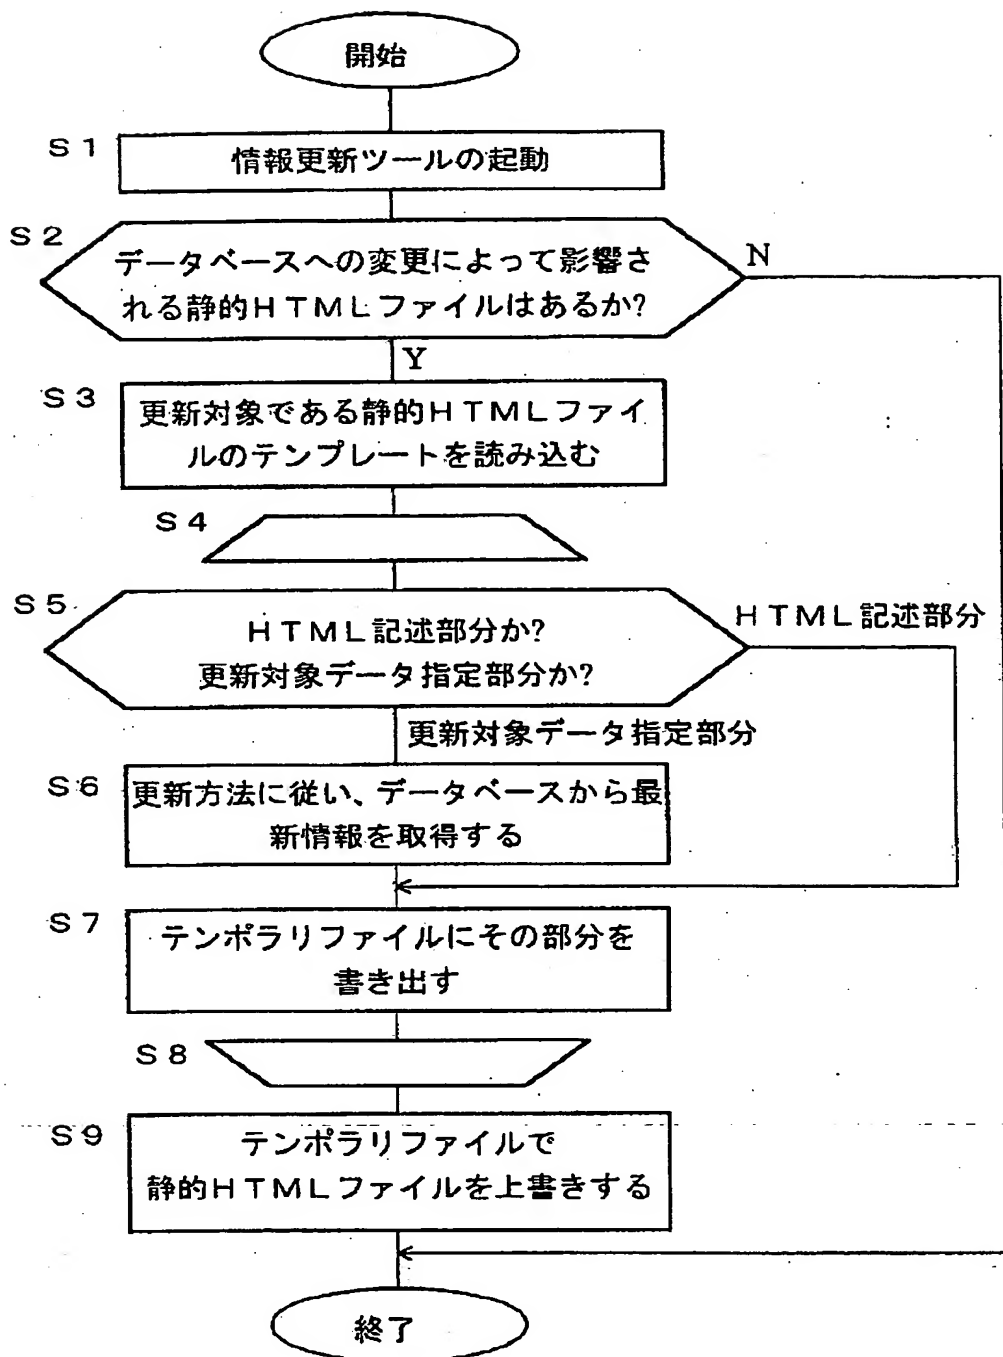 開始
S1
情報更新ツールの起動
S2
データベースへの変更によって影響さ
れる静的HTMLファイルはあるか?
N
Y
S3
更新対象である静的HTMLファイ
ルのテンプレートを読み込む
S4
S5
HTML記述部分か?
更新対象データ指定部分か?
HTML記述部分
更新対象データ指定部分
S6
更新方法に従い、データベースから最
新情報を取得する
S7
テンポラリファイルにその部分を
書き出す
S8
S9
テンポラリファイルで
静的HTMLファイルを上書きする
終了